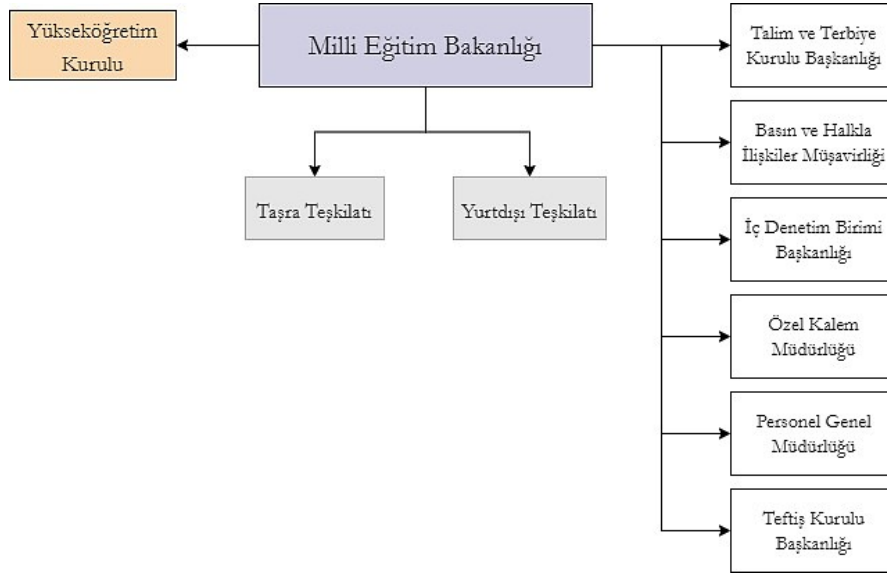 Yükseköğretim
Kurulu
Milli Eğitim Bakanlığı
Talim ve Terbiye
Kurulu Başkanlığı
Basın ve Halkla
İlişkiler Müşavirliği
Taşra Teşkilatı
Yurtdışı Teşkilatı
İç Denetim Birimi
Başkanlığı
Özel Kalem
Müdürlüğü
Personel Genel
Müdürlüğü
Teftiş Kurulu
Başkanlığı